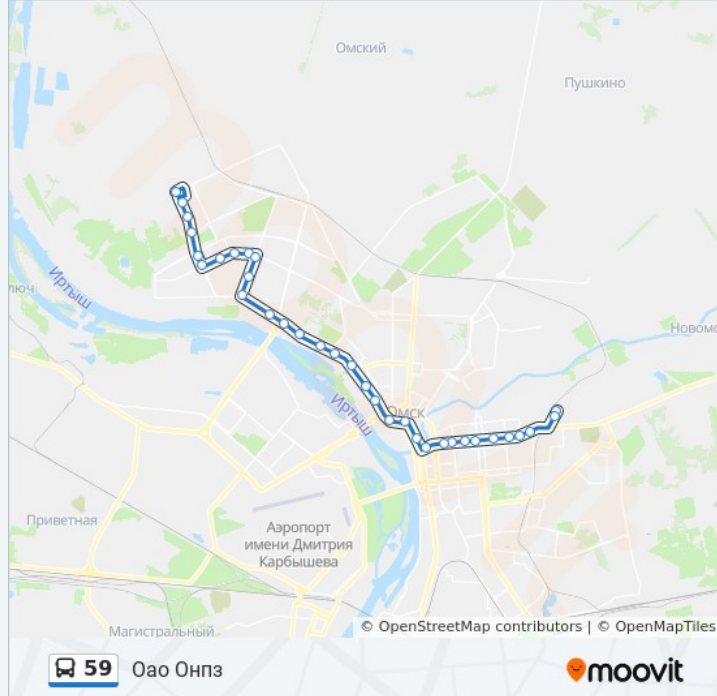 Омский
Пушкино
Иртыш
люч
Новомо
Омск
Иртыш
Приветная
Аэропорт
имени Дмитрия
Карбышева
Магистральный
© OpenStreetMap contributors | © OpenMapTiles
59 Оао Онпз
moovit